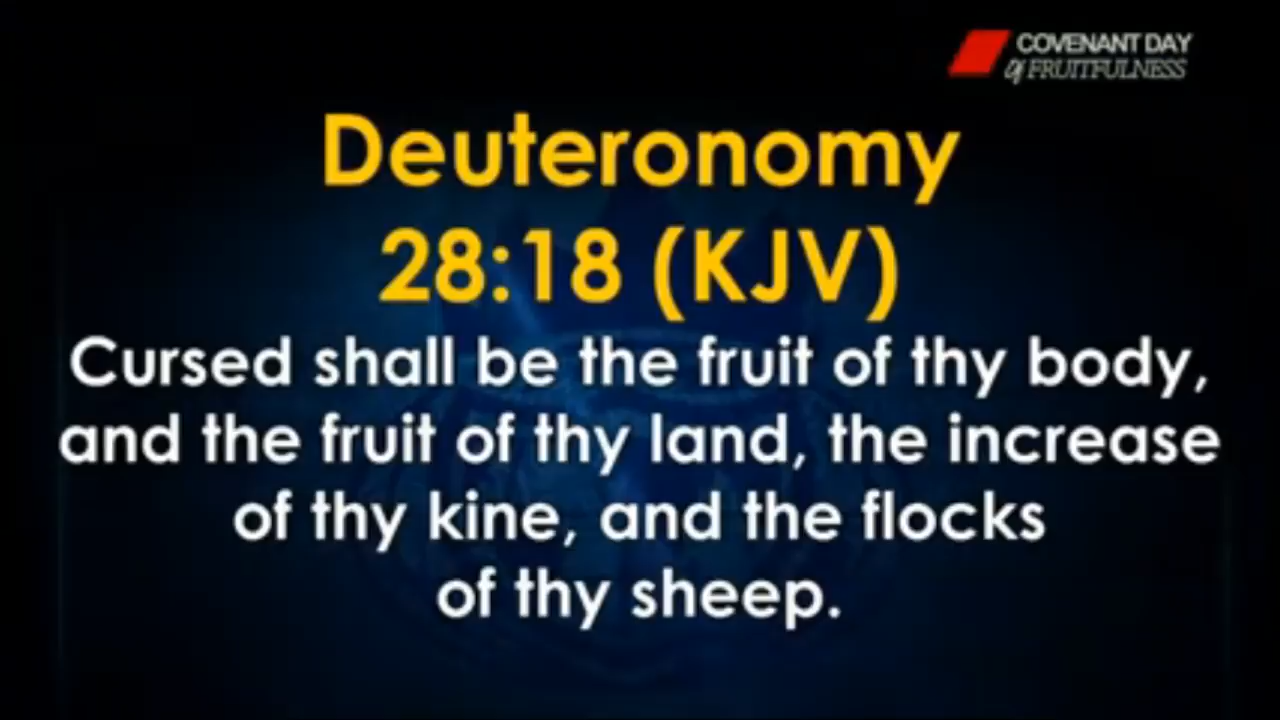 COVENANT DAY
Of FRUITFULNESS
Deuteronomy
28:18 (KJV)
Cursed shall be the fruit of thy body,
and the fruit of thy land, the increase
of thy kine, and the flocks
of thy sheep.